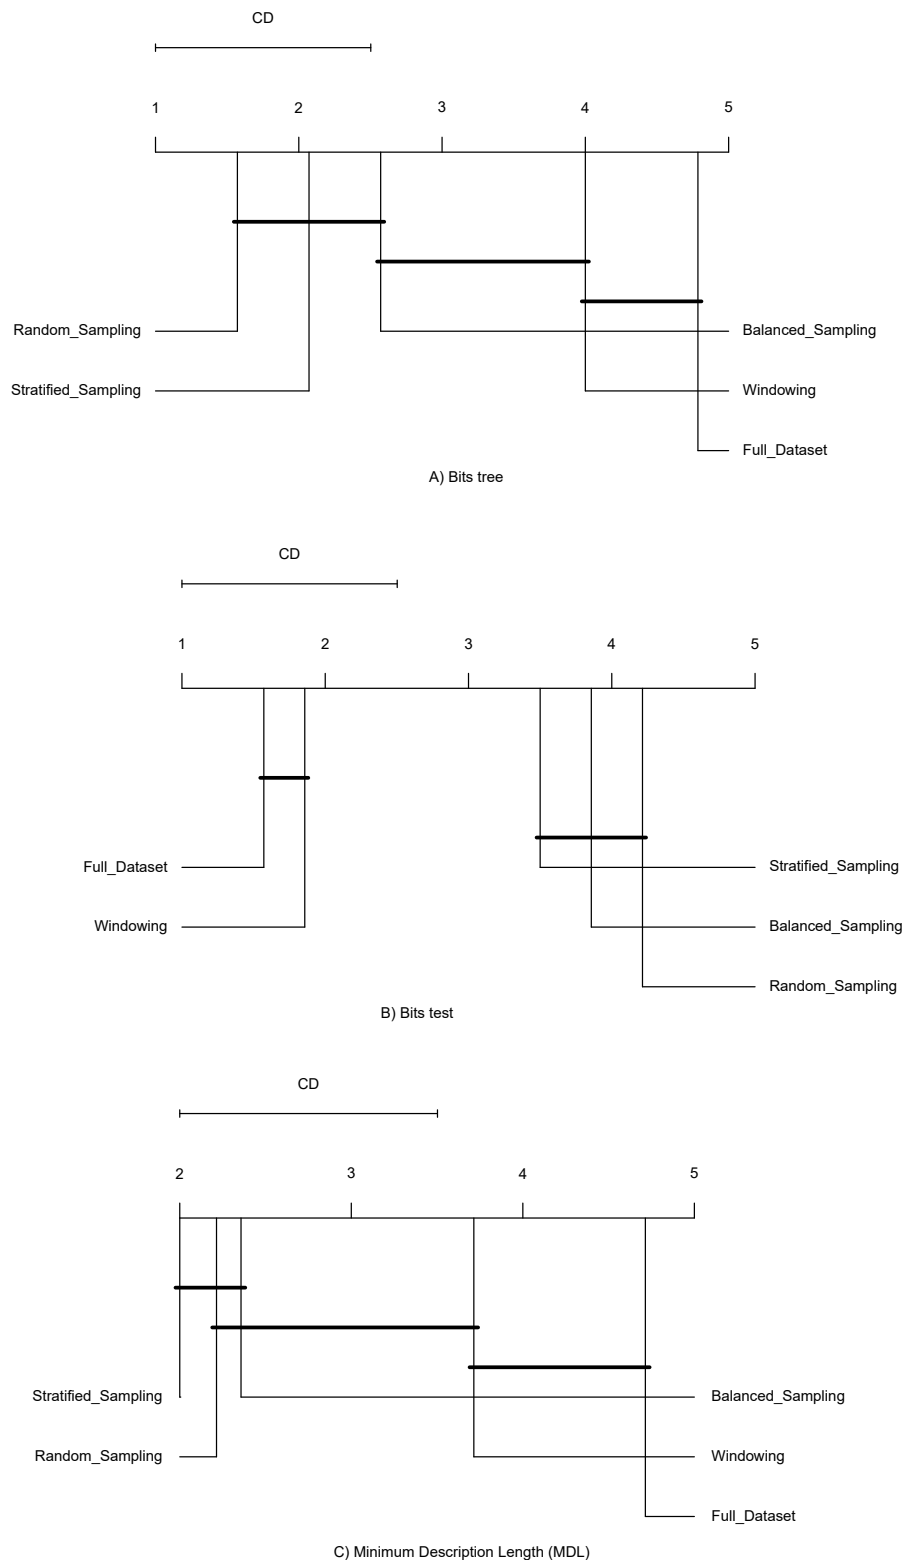 CD
1 2 3 4 5
Random_Sampling Balanced_Sampling
Stratified_Sampling Windowing
Full_Dataset
A) Bits tree
CD
1 2 3 4 5
Full_Dataset Stratified_Sampling
Windowing Balanced_Sampling
Random_Sampling
B) Bits test
CD
2 3 4 5
Stratified_Sampling Balanced_Sampling
Random_Sampling Windowing
Full_Dataset
C) Minimum Description Length (MDL)